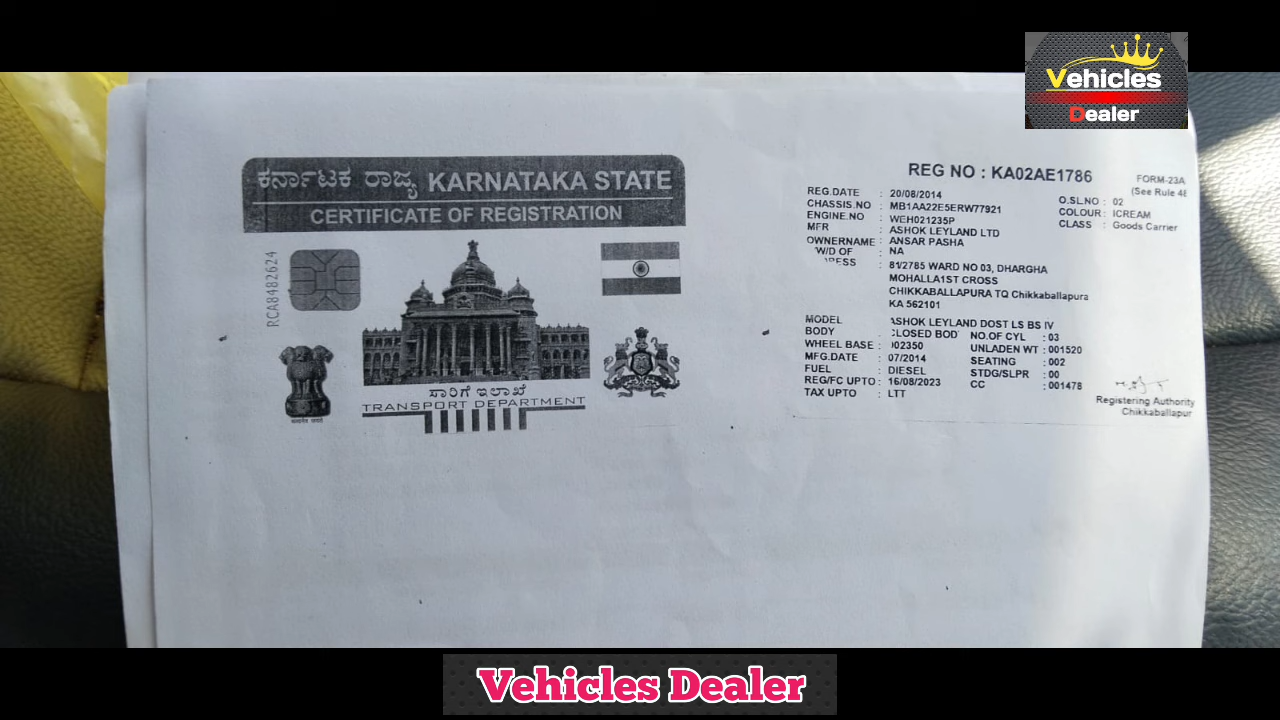 Vehicles
Dealer
ಕರ್ನಾಟಕ ರಾಜ್ಯ KARNATAKA STATE
CERTIFICATE OF REGISTRATION
RCA8482624
ಸಾರಿಗೆ ಇಲಾಖೆ
TRANSPORT DEPARTMENT
REG NO : KA02AE1786
FORM-23A
(See Rule 48
REG.DATE : 20/08/2014
O.SL.NO : 02
CHASSIS.NO : MB1AA22E5ERW77921
COLOUR : ICREAM
ENGINE.NO : WEH021235P
CLASS : Goods Carrier
MFR : ASHOK LEYLAND LTD
OWNERNAME : ANSAR PASHA
W/D OF : NA
RESS : 81/2785 WARD NO 03, DHARGHA
MOHALLA1ST CROSS
CHIKKABALLAPURA TQ Chikkaballapura
KA 562101
MODEL : ASHOK LEYLAND DOST LS BS IV
BODY : CLOSED BOD NO.OF CYL : 03
WHEEL BASE : 002350 UNLADEN WT : 001520
MFG.DATE : 07/2014 SEATING : 002
FUEL : DIESEL STDG/SLPR : 00
REG/FC UPTO : 16/08/2023 CC : 001478
TAX UPTO : LTT
Registering Authority
Chikkaballapur
Vehicles Dealer